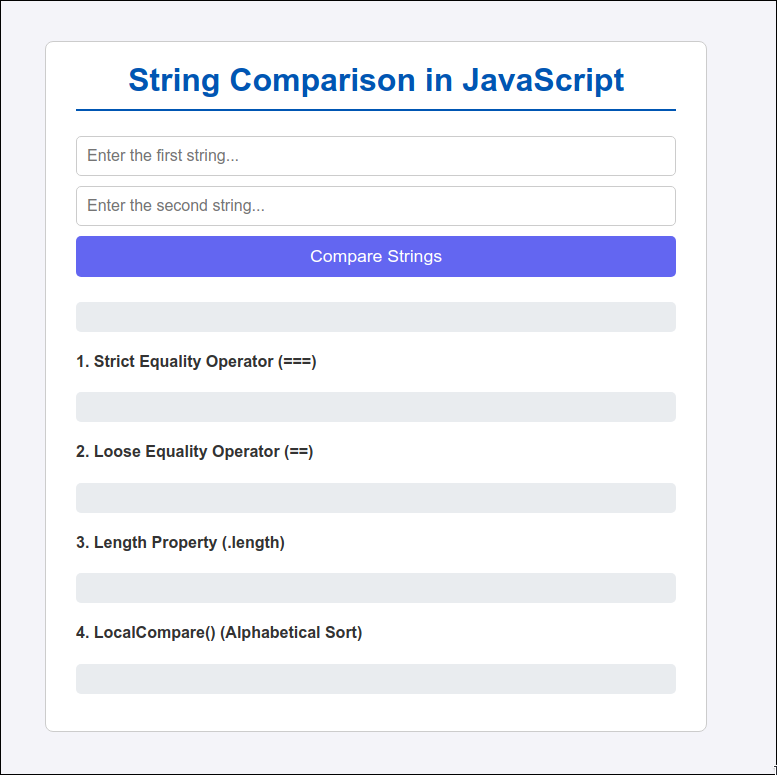 String Comparison in JavaScript
Enter the first string...
Enter the second string...
Compare Strings
1. Strict Equality Operator (===)
2. Loose Equality Operator (==)
3. Length Property (.length)
4. LocalCompare() (Alphabetical Sort)